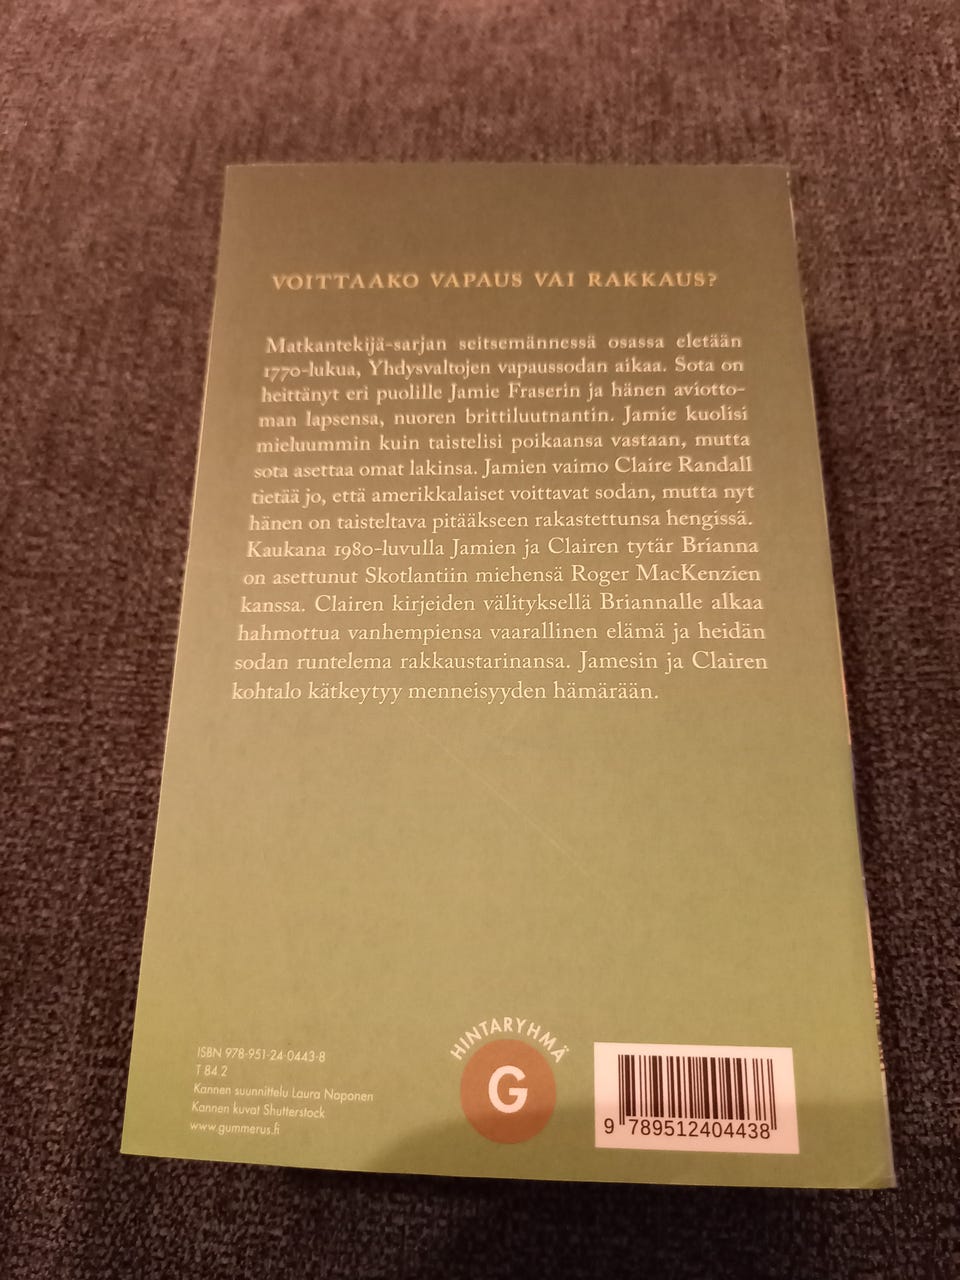 VOITTAAKO VAPAUS VAI RAKKAUS?
Matkantekijä-sarjan seitsemännessä osassa eletään
1770-lukua, Yhdysvaltojen vapaussodan aikaa. Sota on
heittänyt eri puolille Jamie Fraserin ja hänen aviotto-
man lapsensa, nuoren brittiluutnantin. Jamie kuolisi
mieluummin kuin taistelisi poikaansa vastaan, mutta
sota asettaa omat lakinsa. Jamien vaimo Claire Randall
tietää jo, että amerikkalaiset voittavat sodan, mutta nyt
hänen on taisteltava pitääkseen rakastettunsa hengissä.
Kaukana 1980-luvulla Jamien ja Clairen tytär Brianna
on asettunut Skotlantiin miehensä Roger MacKenzien
kanssa. Clairen kirjeiden välityksellä Briannalle alkaa
hahmottua vanhempiensa vaarallinen elämä ja heidän
sodan runtelema rakkaustarinansa. Jamesin ja Clairen
kohtalo kätkeytyy menneisyyden hämärään.
ISBN 978-951-24-0443-8
T 84.2
Kannen suunnittelu Laura Noponen
Kannen kuvat Shutterstock
www.gummerus.fi
HINTARYHMÄ
G
9 789512 404438